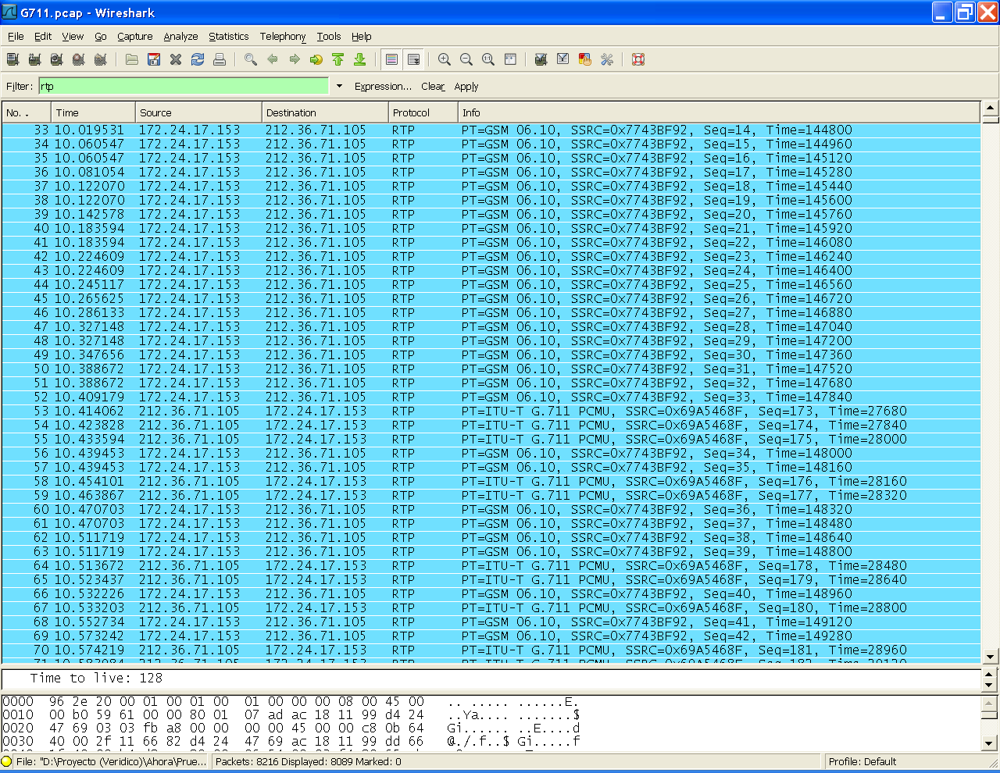 G711.pcap - Wireshark
File Edit View Go Capture Analyze Statistics Telephony Tools Help
Filter: rtp Expression... Clear Apply
No. . Time Source Destination Protocol Info
33 10.019531 172.24.17.153 212.36.71.105 RTP PT=GSM 06.10, SSRC=0x7743BF92, Seq=14, Time=144800
34 10.060547 172.24.17.153 212.36.71.105 RTP PT=GSM 06.10, SSRC=0x7743BF92, Seq=15, Time=144960
35 10.060547 172.24.17.153 212.36.71.105 RTP PT=GSM 06.10, SSRC=0x7743BF92, Seq=16, Time=145120
36 10.081054 172.24.17.153 212.36.71.105 RTP PT=GSM 06.10, SSRC=0x7743BF92, Seq=17, Time=145280
37 10.122070 172.24.17.153 212.36.71.105 RTP PT=GSM 06.10, SSRC=0x7743BF92, Seq=18, Time=145440
38 10.122070 172.24.17.153 212.36.71.105 RTP PT=GSM 06.10, SSRC=0x7743BF92, Seq=19, Time=145600
39 10.142578 172.24.17.153 212.36.71.105 RTP PT=GSM 06.10, SSRC=0x7743BF92, Seq=20, Time=145760
40 10.183594 172.24.17.153 212.36.71.105 RTP PT=GSM 06.10, SSRC=0x7743BF92, Seq=21, Time=145920
41 10.183594 172.24.17.153 212.36.71.105 RTP PT=GSM 06.10, SSRC=0x7743BF92, Seq=22, Time=146080
42 10.224609 172.24.17.153 212.36.71.105 RTP PT=GSM 06.10, SSRC=0x7743BF92, Seq=23, Time=146240
43 10.224609 172.24.17.153 212.36.71.105 RTP PT=GSM 06.10, SSRC=0x7743BF92, Seq=24, Time=146400
44 10.245117 172.24.17.153 212.36.71.105 RTP PT=GSM 06.10, SSRC=0x7743BF92, Seq=25, Time=146560
45 10.265625 172.24.17.153 212.36.71.105 RTP PT=GSM 06.10, SSRC=0x7743BF92, Seq=26, Time=146720
46 10.286133 172.24.17.153 212.36.71.105 RTP PT=GSM 06.10, SSRC=0x7743BF92, Seq=27, Time=146880
47 10.327148 172.24.17.153 212.36.71.105 RTP PT=GSM 06.10, SSRC=0x7743BF92, Seq=28, Time=147040
48 10.327148 172.24.17.153 212.36.71.105 RTP PT=GSM 06.10, SSRC=0x7743BF92, Seq=29, Time=147200
49 10.347656 172.24.17.153 212.36.71.105 RTP PT=GSM 06.10, SSRC=0x7743BF92, Seq=30, Time=147360
50 10.388672 172.24.17.153 212.36.71.105 RTP PT=GSM 06.10, SSRC=0x7743BF92, Seq=31, Time=147520
51 10.388672 172.24.17.153 212.36.71.105 RTP PT=GSM 06.10, SSRC=0x7743BF92, Seq=32, Time=147680
52 10.409179 172.24.17.153 212.36.71.105 RTP PT=GSM 06.10, SSRC=0x7743BF92, Seq=33, Time=147840
53 10.414062 212.36.71.105 172.24.17.153 RTP PT=ITU-T G.711 PCMU, SSRC=0x69A5468F, Seq=173, Time=27680
54 10.423828 212.36.71.105 172.24.17.153 RTP PT=ITU-T G.711 PCMU, SSRC=0x69A5468F, Seq=174, Time=27840
55 10.433594 212.36.71.105 172.24.17.153 RTP PT=ITU-T G.711 PCMU, SSRC=0x69A5468F, Seq=175, Time=28000
56 10.439453 172.24.17.153 212.36.71.105 RTP PT=GSM 06.10, SSRC=0x7743BF92, Seq=34, Time=148000
57 10.439453 172.24.17.153 212.36.71.105 RTP PT=GSM 06.10, SSRC=0x7743BF92, Seq=35, Time=148160
58 10.454101 212.36.71.105 172.24.17.153 RTP PT=ITU-T G.711 PCMU, SSRC=0x69A5468F, Seq=176, Time=28160
59 10.463867 212.36.71.105 172.24.17.153 RTP PT=ITU-T G.711 PCMU, SSRC=0x69A5468F, Seq=177, Time=28320
60 10.470703 172.24.17.153 212.36.71.105 RTP PT=GSM 06.10, SSRC=0x7743BF92, Seq=36, Time=148320
61 10.470703 172.24.17.153 212.36.71.105 RTP PT=GSM 06.10, SSRC=0x7743BF92, Seq=37, Time=148480
62 10.511719 172.24.17.153 212.36.71.105 RTP PT=GSM 06.10, SSRC=0x7743BF92, Seq=38, Time=148640
63 10.511719 172.24.17.153 212.36.71.105 RTP PT=GSM 06.10, SSRC=0x7743BF92, Seq=39, Time=148800
64 10.513672 212.36.71.105 172.24.17.153 RTP PT=ITU-T G.711 PCMU, SSRC=0x69A5468F, Seq=178, Time=28480
65 10.523437 212.36.71.105 172.24.17.153 RTP PT=ITU-T G.711 PCMU, SSRC=0x69A5468F, Seq=179, Time=28640
66 10.532226 172.24.17.153 212.36.71.105 RTP PT=GSM 06.10, SSRC=0x7743BF92, Seq=40, Time=148960
67 10.533203 212.36.71.105 172.24.17.153 RTP PT=ITU-T G.711 PCMU, SSRC=0x69A5468F, Seq=180, Time=28800
68 10.552734 172.24.17.153 212.36.71.105 RTP PT=GSM 06.10, SSRC=0x7743BF92, Seq=41, Time=149120
69 10.573242 172.24.17.153 212.36.71.105 RTP PT=GSM 06.10, SSRC=0x7743BF92, Seq=42, Time=149280
70 10.574219 212.36.71.105 172.24.17.153 RTP PT=ITU-T G.711 PCMU, SSRC=0x69A5468F, Seq=181, Time=28960
Time to live: 128
0000 96 2e 20 00 01 00 01 00 01 00 00 00 08 00 45 00 .. ..... ......E.
0010 00 b0 59 61 00 00 80 01 07 ad ac 18 11 99 d4 24 ..Ya.... .......$
0020 47 69 03 03 fb a8 00 00 00 00 45 00 00 c8 0b 64 Gi...... ..E....d
0030 40 00 2f 11 66 82 d4 24 47 69 ac 18 11 99 dd 66 @./.f..$ Gi.....f
File: "D:\Proyecto (Veridico)\Ahora\Prue... Packets: 8216 Displayed: 8089 Marked: 0 Profile: Default